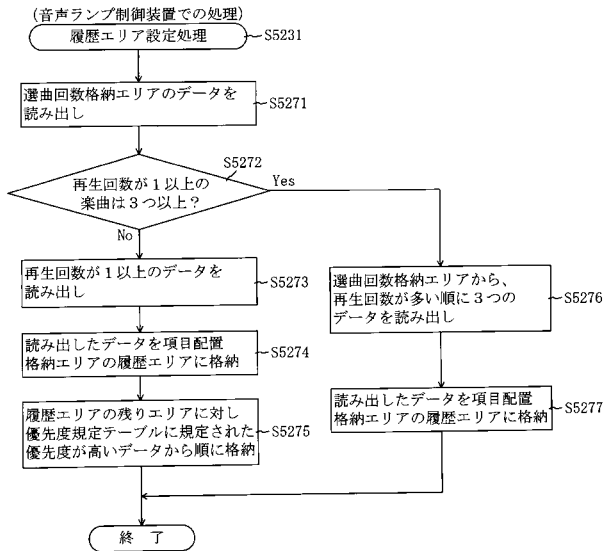 (音声ランプ制御装置での処理)
履歴エリア設定処理
S5231
選曲回数格納エリアのデータを
読み出し
S5271
S5272
再生回数が1以上の
楽曲は3つ以上?
Yes
No
再生回数が1以上のデータを
読み出し
S5273
読み出したデータを項目配置
格納エリアの履歴エリアに格納
S5274
履歴エリアの残りエリアに対し
優先度規定テーブルに規定された
優先度が高いデータから順に格納
S5275
選曲回数格納エリアから、
再生回数が多い順に3つの
データを読み出し
S5276
読み出したデータを項目配置
格納エリアの履歴エリアに格納
S5277
終 了